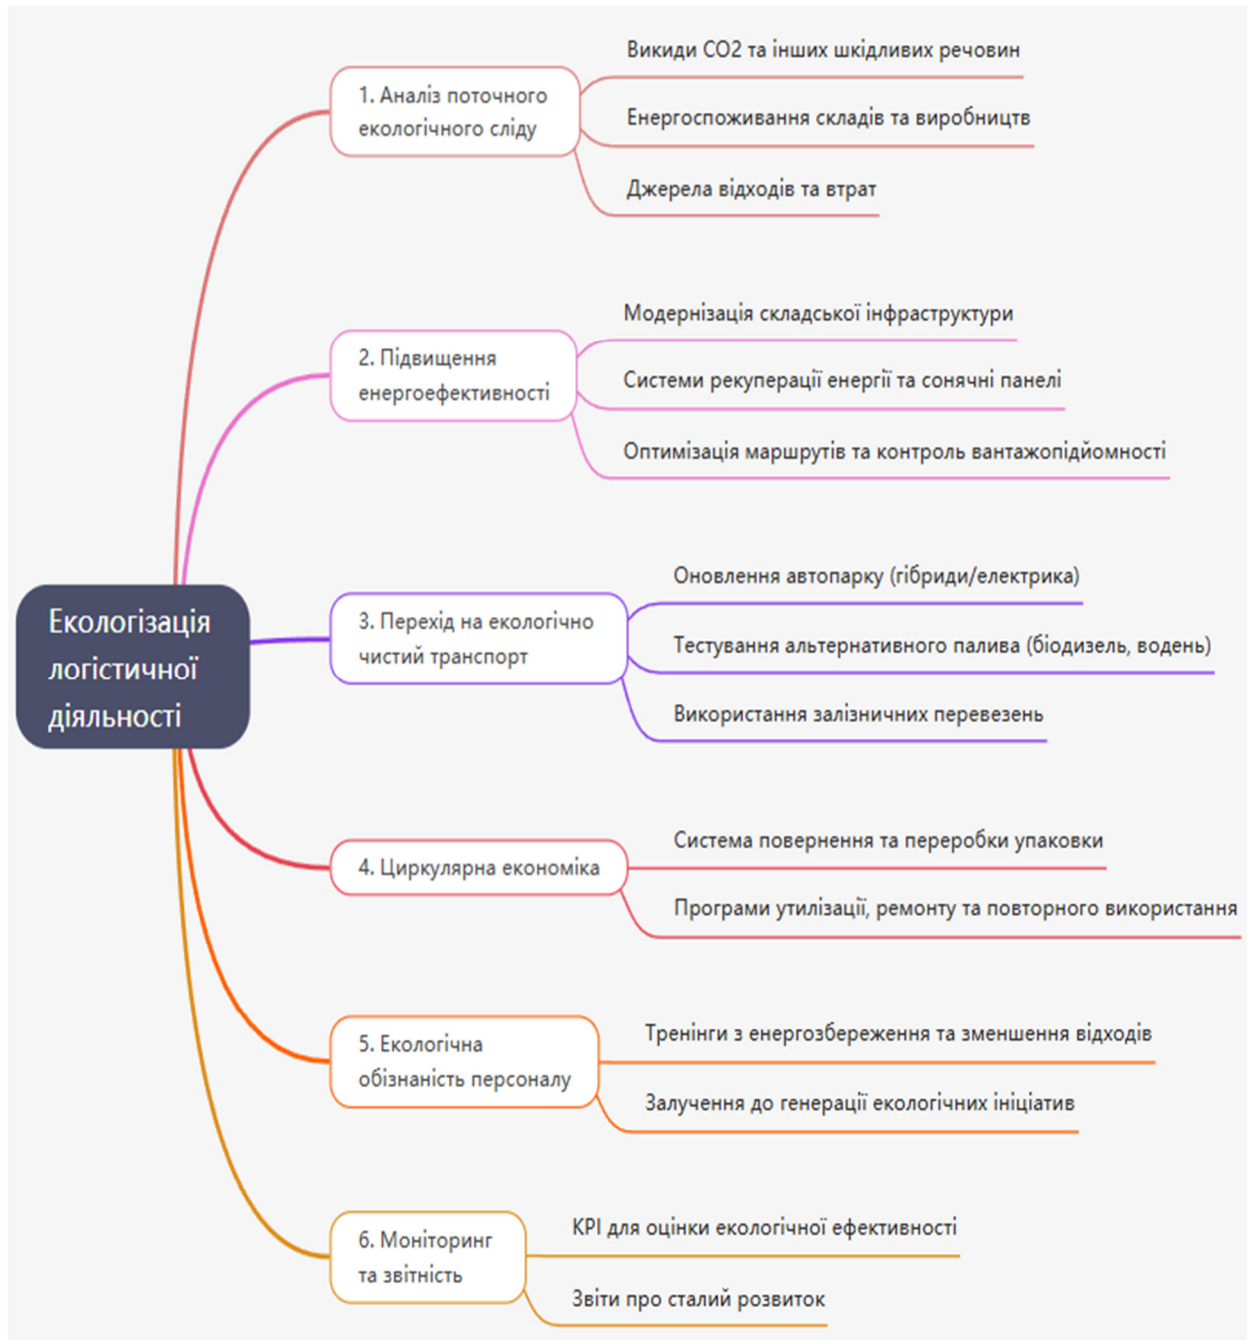 Екологізація
логістичної
діяльності
1. Аналіз поточного
екологічного сліду
Викиди CO2 та інших шкідливих речовин
Енергоспоживання складів та виробництв
Джерела відходів та втрат
2. Підвищення
енергоефективності
Модернізація складської інфраструктури
Системи рекуперації енергії та сонячні панелі
Оптимізація маршрутів та контроль вантажопідйомності
3. Перехід на екологічно
чистий транспорт
Оновлення автопарку (гібриди/електрика)
Тестування альтернативного палива (біодизель, водень)
Використання залізничних перевезень
4. Циркулярна економіка
Система повернення та переробки упаковки
Програми утилізації, ремонту та повторного використання
5. Екологічна
обізнаність персоналу
Тренінги з енергозбереження та зменшення відходів
Залучення до генерації екологічних ініціатив
6. Моніторинг
та звітність
KPI для оцінки екологічної ефективності
Звіти про сталий розвиток